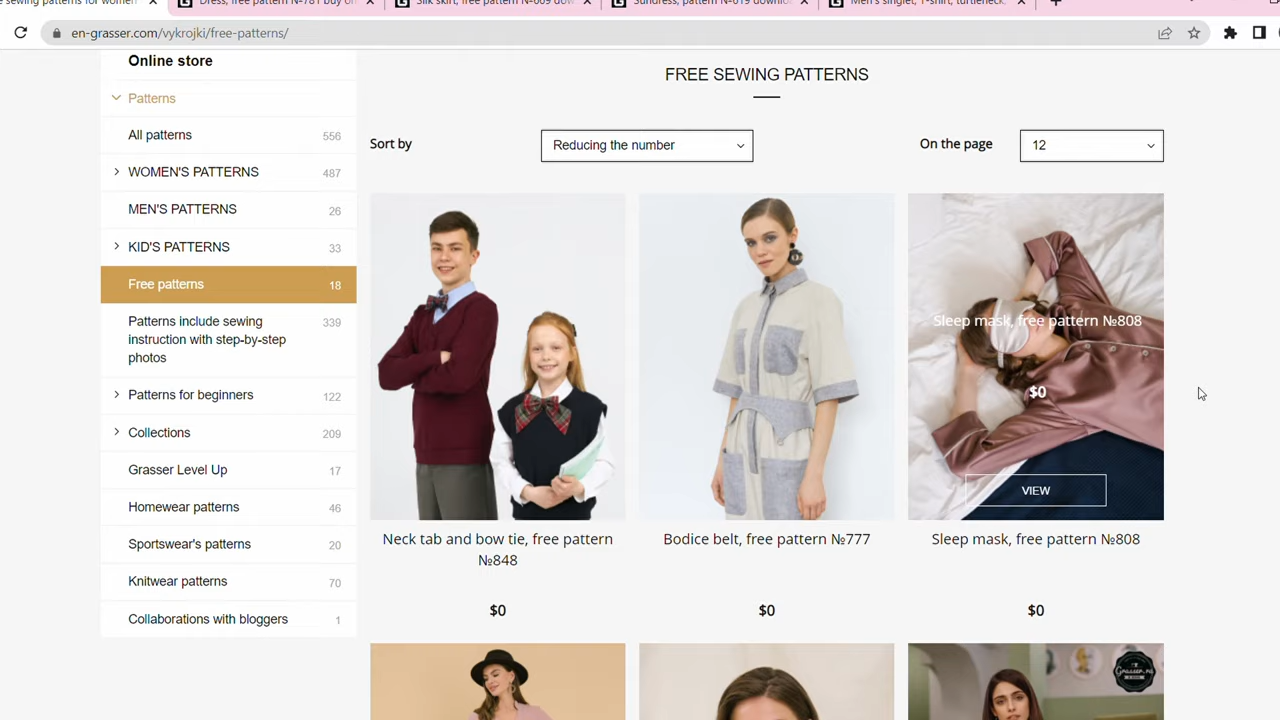 e sewing patterns for women
Dress, free pattern №781 buy on
Silk skirt, free pattern №669 dow
Sundress, pattern №619 downlo
Men's singlet, T-shirt, turtleneck.
en-grasser.com/vykrojki/free-patterns/
Online store
Patterns
All patterns 556
WOMEN'S PATTERNS 487
MEN'S PATTERNS 26
KID'S PATTERNS 33
Free patterns 18
Patterns include sewing 339
instruction with step-by-step
photos
Patterns for beginners 122
Collections 209
Grasser Level Up 17
Homewear patterns 46
Sportswear's patterns 20
Knitwear patterns 70
Collaborations with bloggers 1
FREE SEWING PATTERNS
Sort by
Reducing the number
On the page
12
Sleep mask, free pattern №808
$0
VIEW
Neck tab and bow tie, free pattern
№848
$0
Bodice belt, free pattern №777
$0
Sleep mask, free pattern №808
$0
Grasser.ru